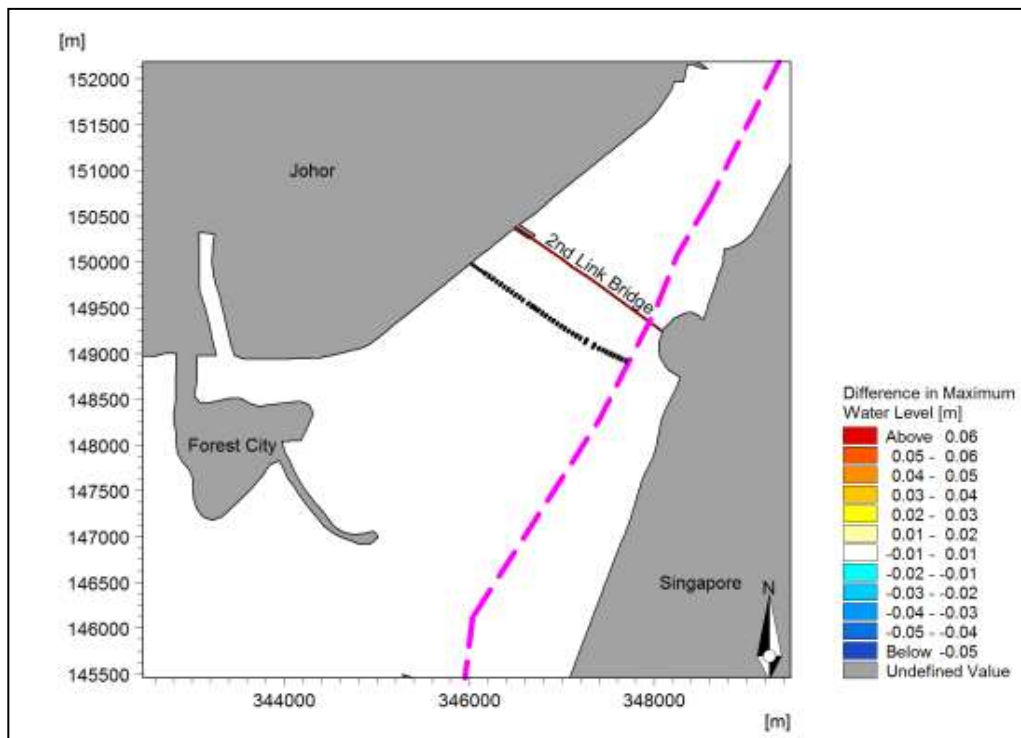 [m]
152000
151500
151000
150500
150000
149500
149000
148500
148000
147500
147000
146500
146000
145500
Johor
2nd Link Bridge
Forest City
Singapore
N
344000
346000
348000
[m]
Difference in Maximum
Water Level [m]
Above 0.06
0.05 - 0.06
0.04 - 0.05
0.03 - 0.04
0.02 - 0.03
0.01 - 0.02
-0.01 - 0.01
-0.02 - -0.01
-0.03 - -0.02
-0.04 - -0.03
-0.05 - -0.04
Below -0.05
Undefined Value